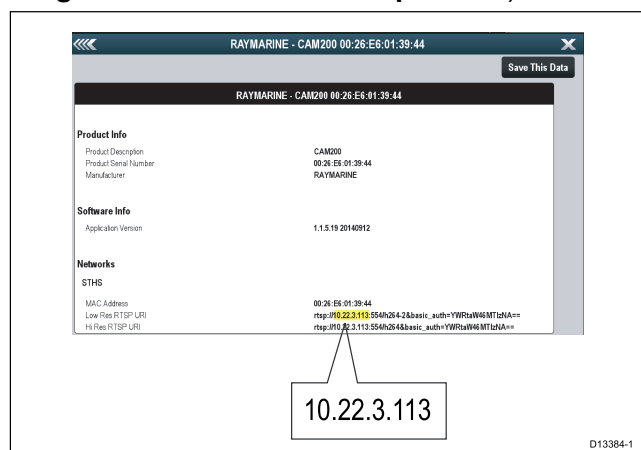 RAYMARINE - CAM200 00:26:E6:01:39:44
Save This Data
RAYMARINE - CAM200 00:26:E6:01:39:44
Product Info
Product Description CAM200
Product Serial Number 00:26:E6:01:39:44
Manufacturer RAYMARINE
Software Info
Application Version 1.1.5.19 20140912
Networks
STHS
MAC Address 00:26:E6:01:39:44
Low Res RTSP URI rtsp://10.22.3.113:554/h264-2&basic_auth=YWRtaW46MTIzNA==
Hi Res RTSP URI rtsp://10.22.3.113:554/h264&basic_auth=YWRtaW46MTIzNA==
10.22.3.113
D13384-1